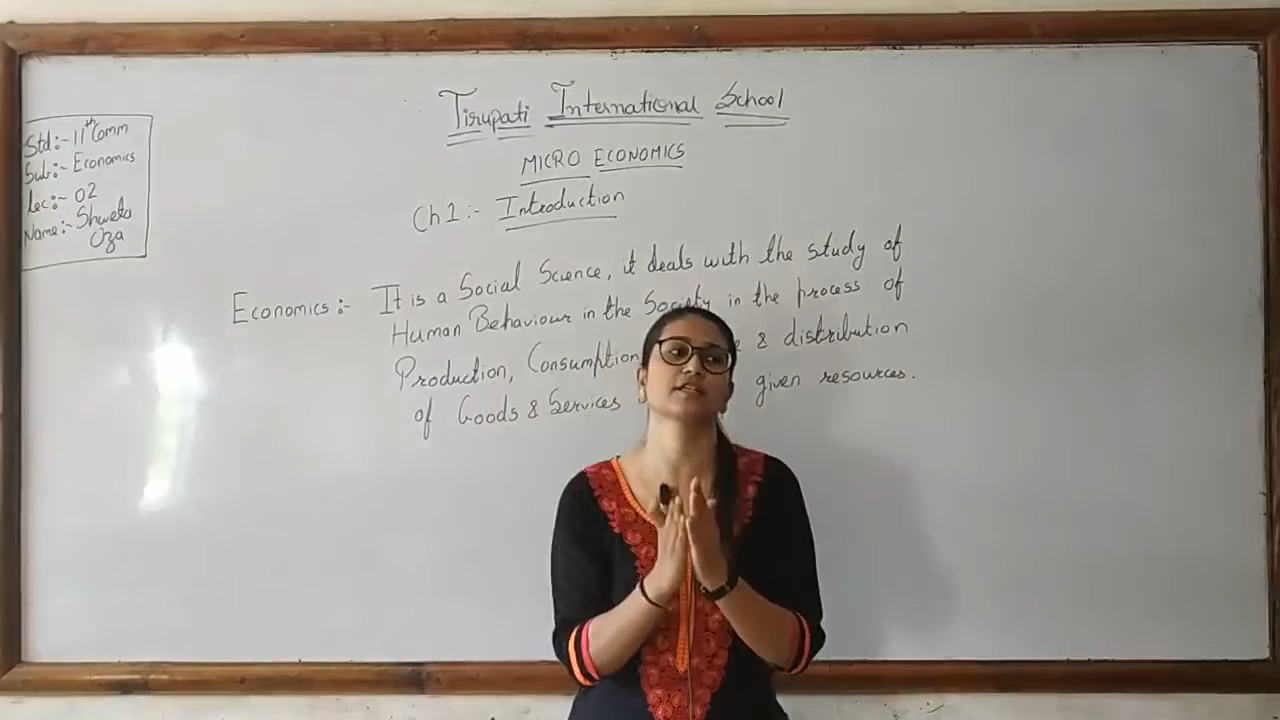 Tirupati International School
MICRO ECONOMICS
Ch 1:- Introduction
Std:- 11th Comm
Sub:- Economics
Lec:- 02
Name:- Shweta
Oza
Economics:- It is a Social Science, it deals with the study of
Human Behaviour in the Society in the process of
Production, Consumption & distribution
of Goods & Services given resources.